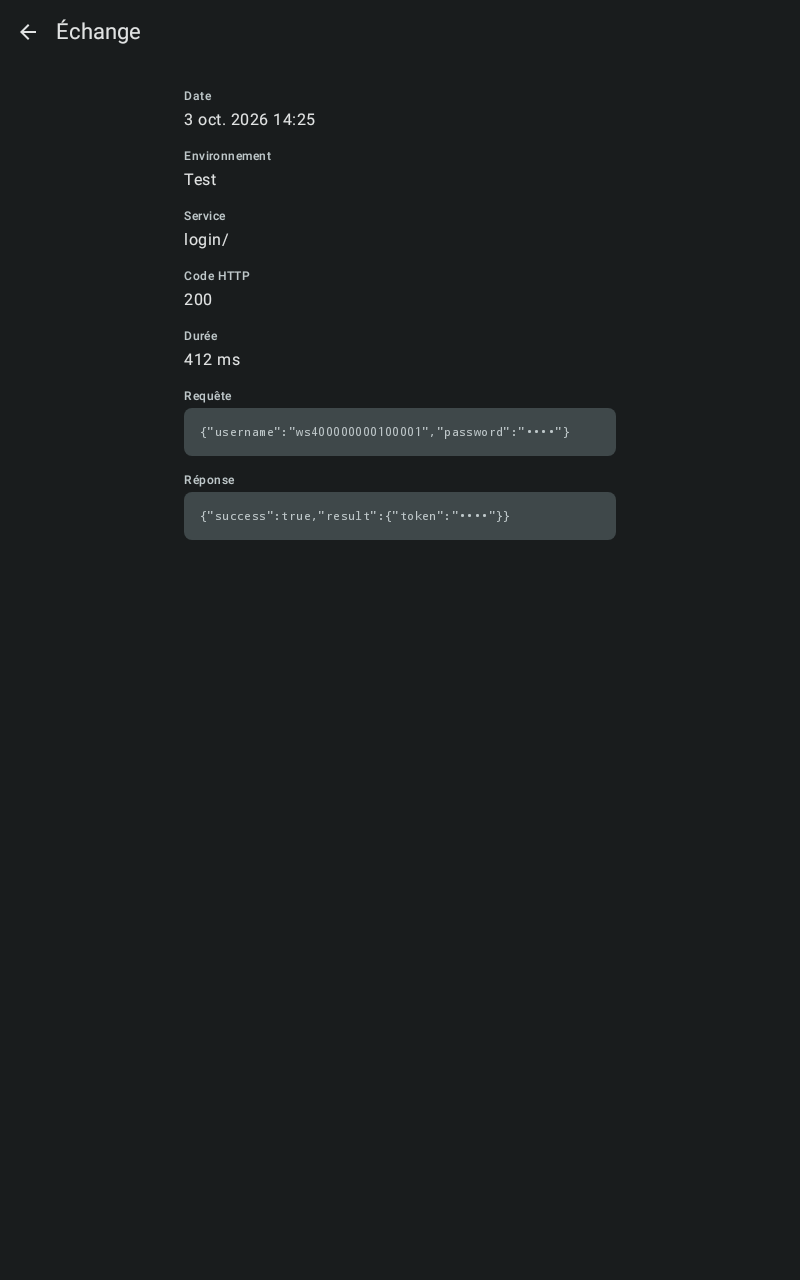 Échange
Date
3 oct. 2026 14:25
Environnement
Test
Service
login/
Code HTTP
200
Durée
412 ms
Requête
{"username":"ws400000000100001","password":"••••"}
Réponse
{"success":true,"result":{"token":"••••"}}